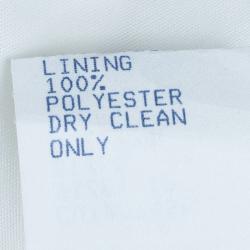 LINING
100%
POLYESTER
DRY CLEAN
ONLY